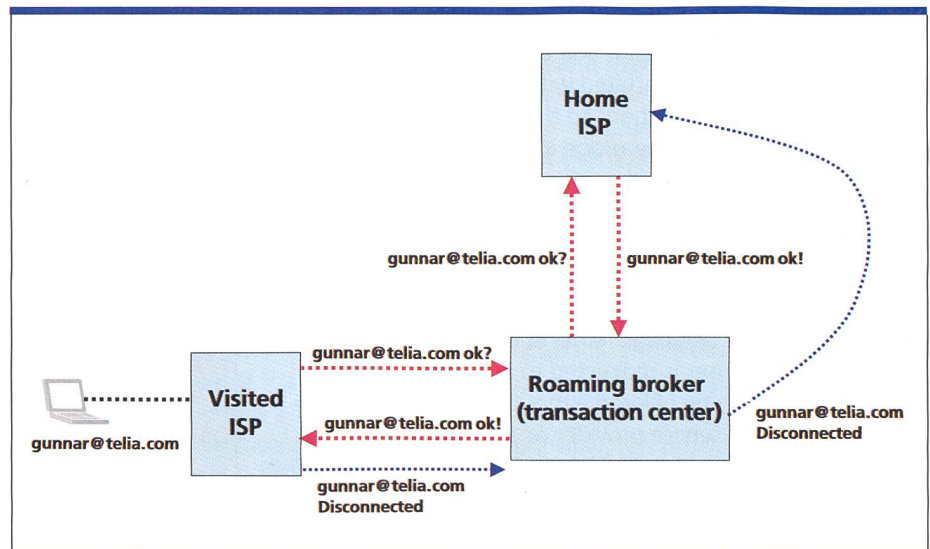 Home
ISP
gunnar@telia.com ok?
gunnar@telia.com ok!
gunnar@telia.com ok?
Visited
ISP
Roaming broker
(transaction center)
gunnar@telia.com ok!
gunnar@telia.com
gunnar@telia.com
Disconnected
gunnar@telia.com
Disconnected